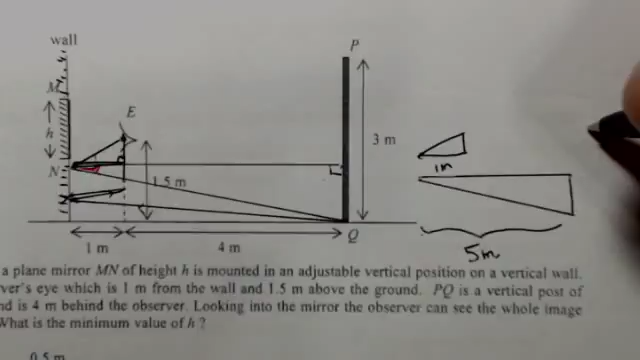 wall
P
M
E
h
3 m
N
1m
1.5 m
Q
1 m
4 m
5m
a plane mirror MN of height h is mounted in an adjustable vertical position on a vertical wall.
ver's eye which is 1 m from the wall and 1.5 m above the ground. PQ is a vertical post of
nd is 4 m behind the observer. Looking into the mirror the observer can see the whole image
What is the minimum value of h ?
0.5 m